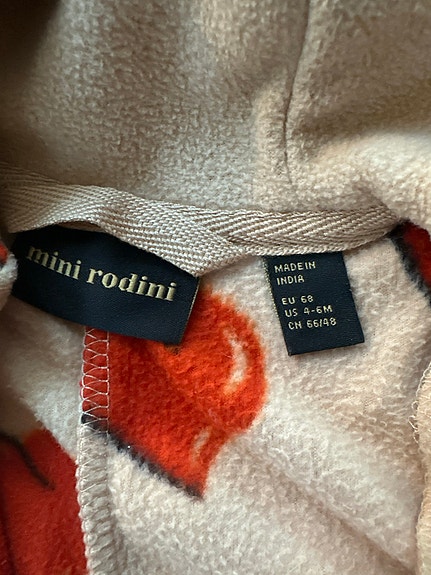 mini rodini
MADE IN
INDIA
EU 68
US 4-6M
CN 66/48